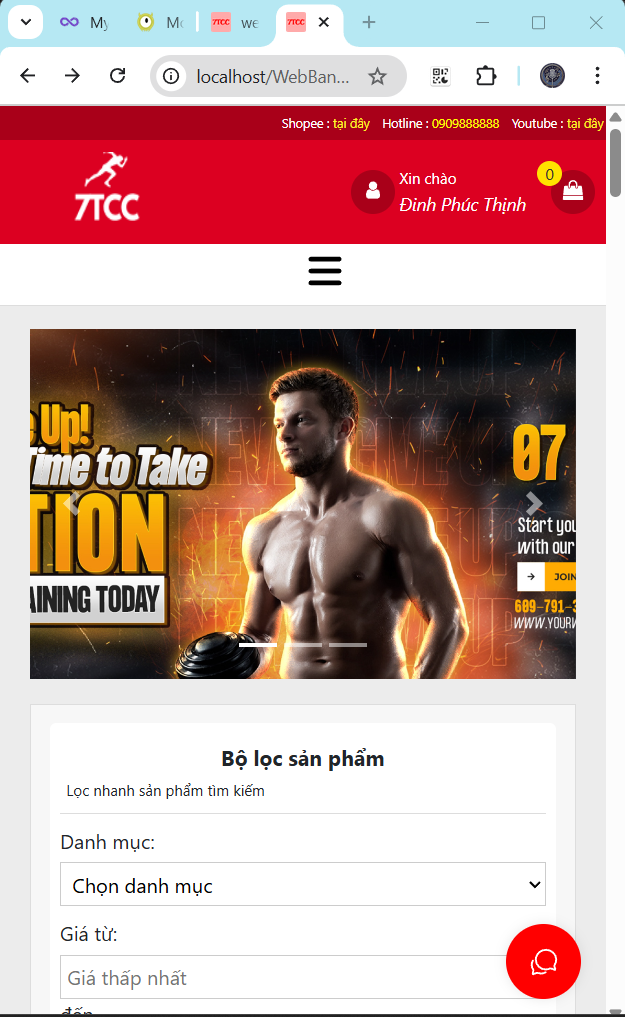 My
Mo
we
localhost/WebBan...
Shopee : tại đây Hotline : 0909888888 Youtube : tại đây
7TCC
Xin chào
Đinh Phúc Thịnh
0
e Up!
Time to Take
TION
AINING TODAY
07
Start you
with our
JOIN
609-791-3
WWW.YOURW
Bộ lọc sản phẩm
Lọc nhanh sản phẩm tìm kiếm
Danh mục:
Chọn danh mục
Giá từ:
Giá thấp nhất
đến